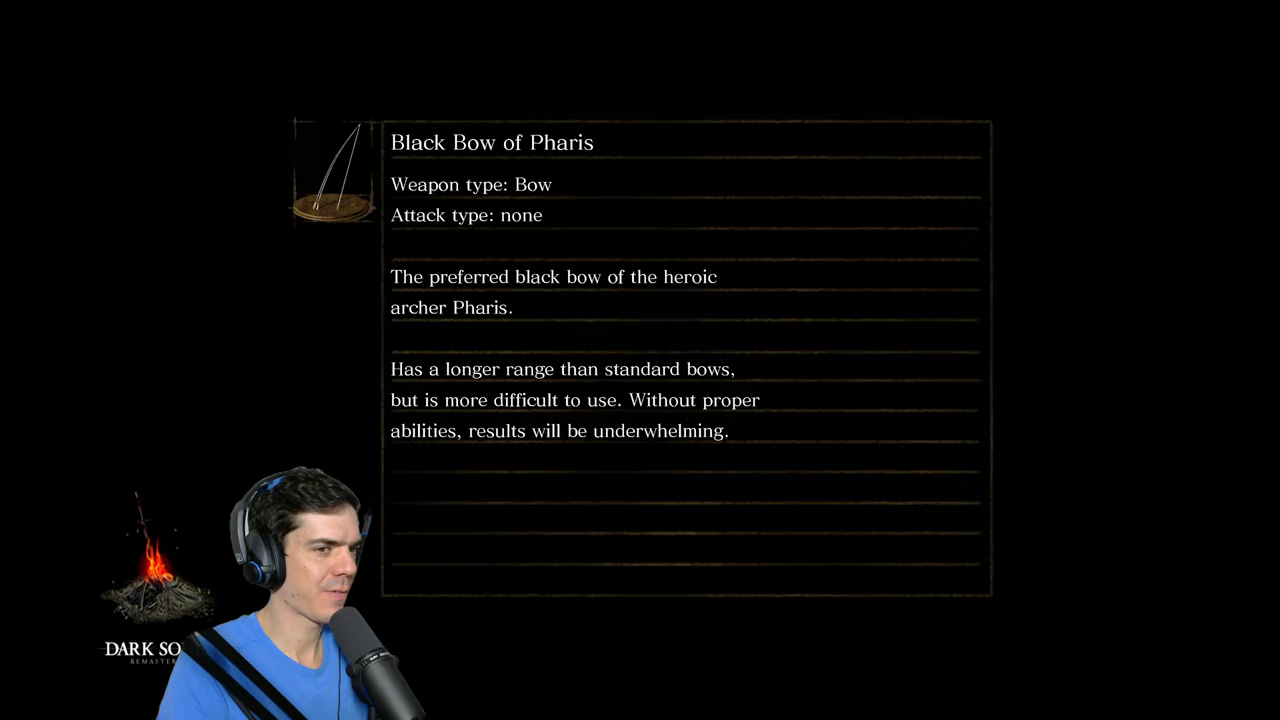 Black Bow of Pharis
Weapon type: Bow
Attack type: none
The preferred black bow of the heroic
archer Pharis.
Has a longer range than standard bows,
but is more difficult to use. Without proper
abilities, results will be underwhelming.
DARK SO
REMASTER